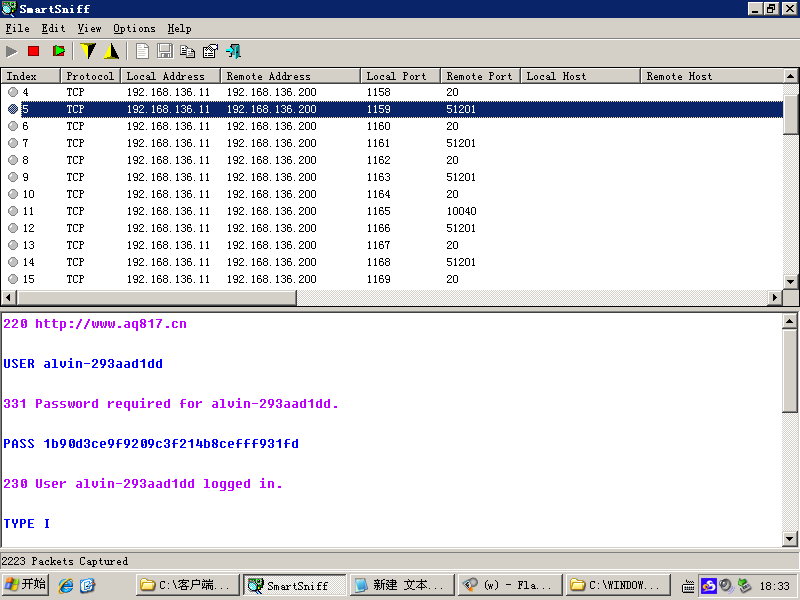 SmartSniff
File Edit View Options Help
Index Protocol Local Address Remote Address Local Port Remote Port Local Host Remote Host
4 TCP 192.168.136.11 192.168.136.200 1158 20
5 TCP 192.168.136.11 192.168.136.200 1159 51201
6 TCP 192.168.136.11 192.168.136.200 1160 20
7 TCP 192.168.136.11 192.168.136.200 1161 51201
8 TCP 192.168.136.11 192.168.136.200 1162 20
9 TCP 192.168.136.11 192.168.136.200 1163 51201
10 TCP 192.168.136.11 192.168.136.200 1164 20
11 TCP 192.168.136.11 192.168.136.200 1165 10040
12 TCP 192.168.136.11 192.168.136.200 1166 51201
13 TCP 192.168.136.11 192.168.136.200 1167 20
14 TCP 192.168.136.11 192.168.136.200 1168 51201
15 TCP 192.168.136.11 192.168.136.200 1169 20
220 http://www.aq817.cn
USER alvin-293aad1dd
331 Password required for alvin-293aad1dd.
PASS 1b90d3ce9f9209c3f214b8cefff931fd
230 User alvin-293aad1dd logged in.
TYPE I
2223 Packets Captured
开始 C:\客户端... SmartSniff 新建 文本... (w) - Fla... C:\WINDOW... 18:33